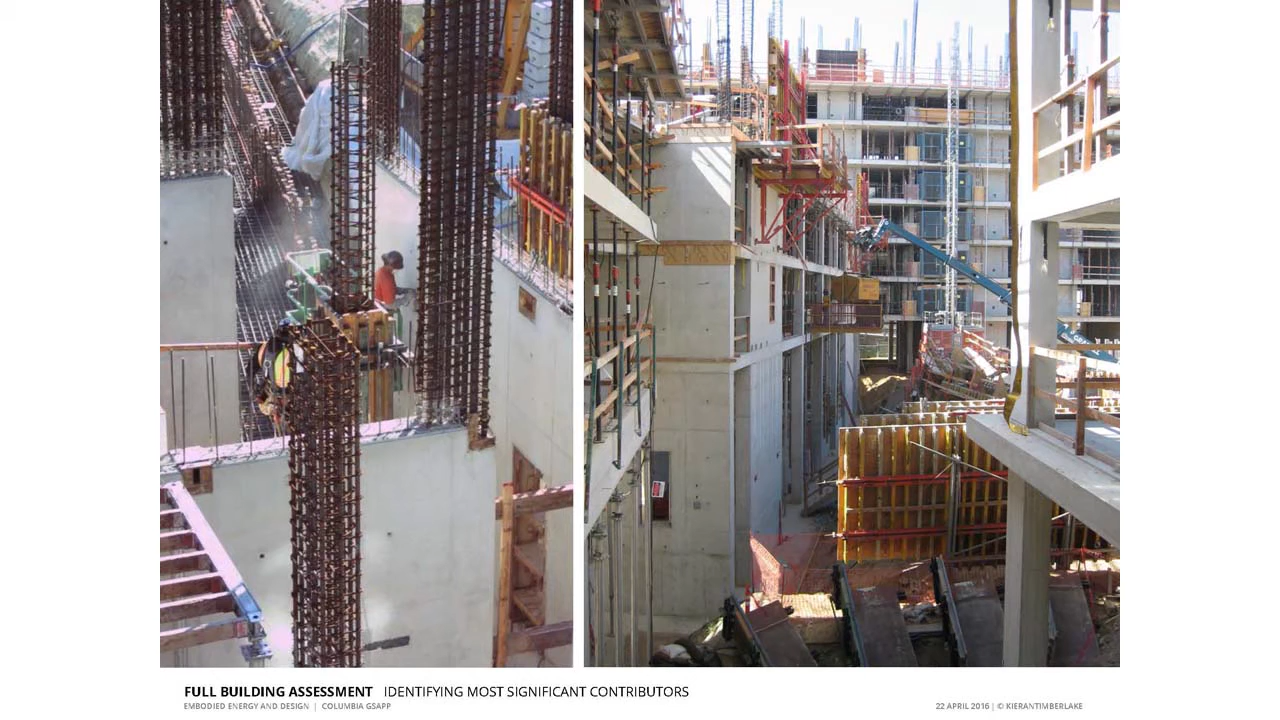 FULL BUILDING ASSESSMENT IDENTIFYING MOST SIGNIFICANT CONTRIBUTORS
EMBODIED ENERGY AND DESIGN | COLUMBIA GSAPP
22 APRIL 2016 | © KIERANTIMBERLAKE